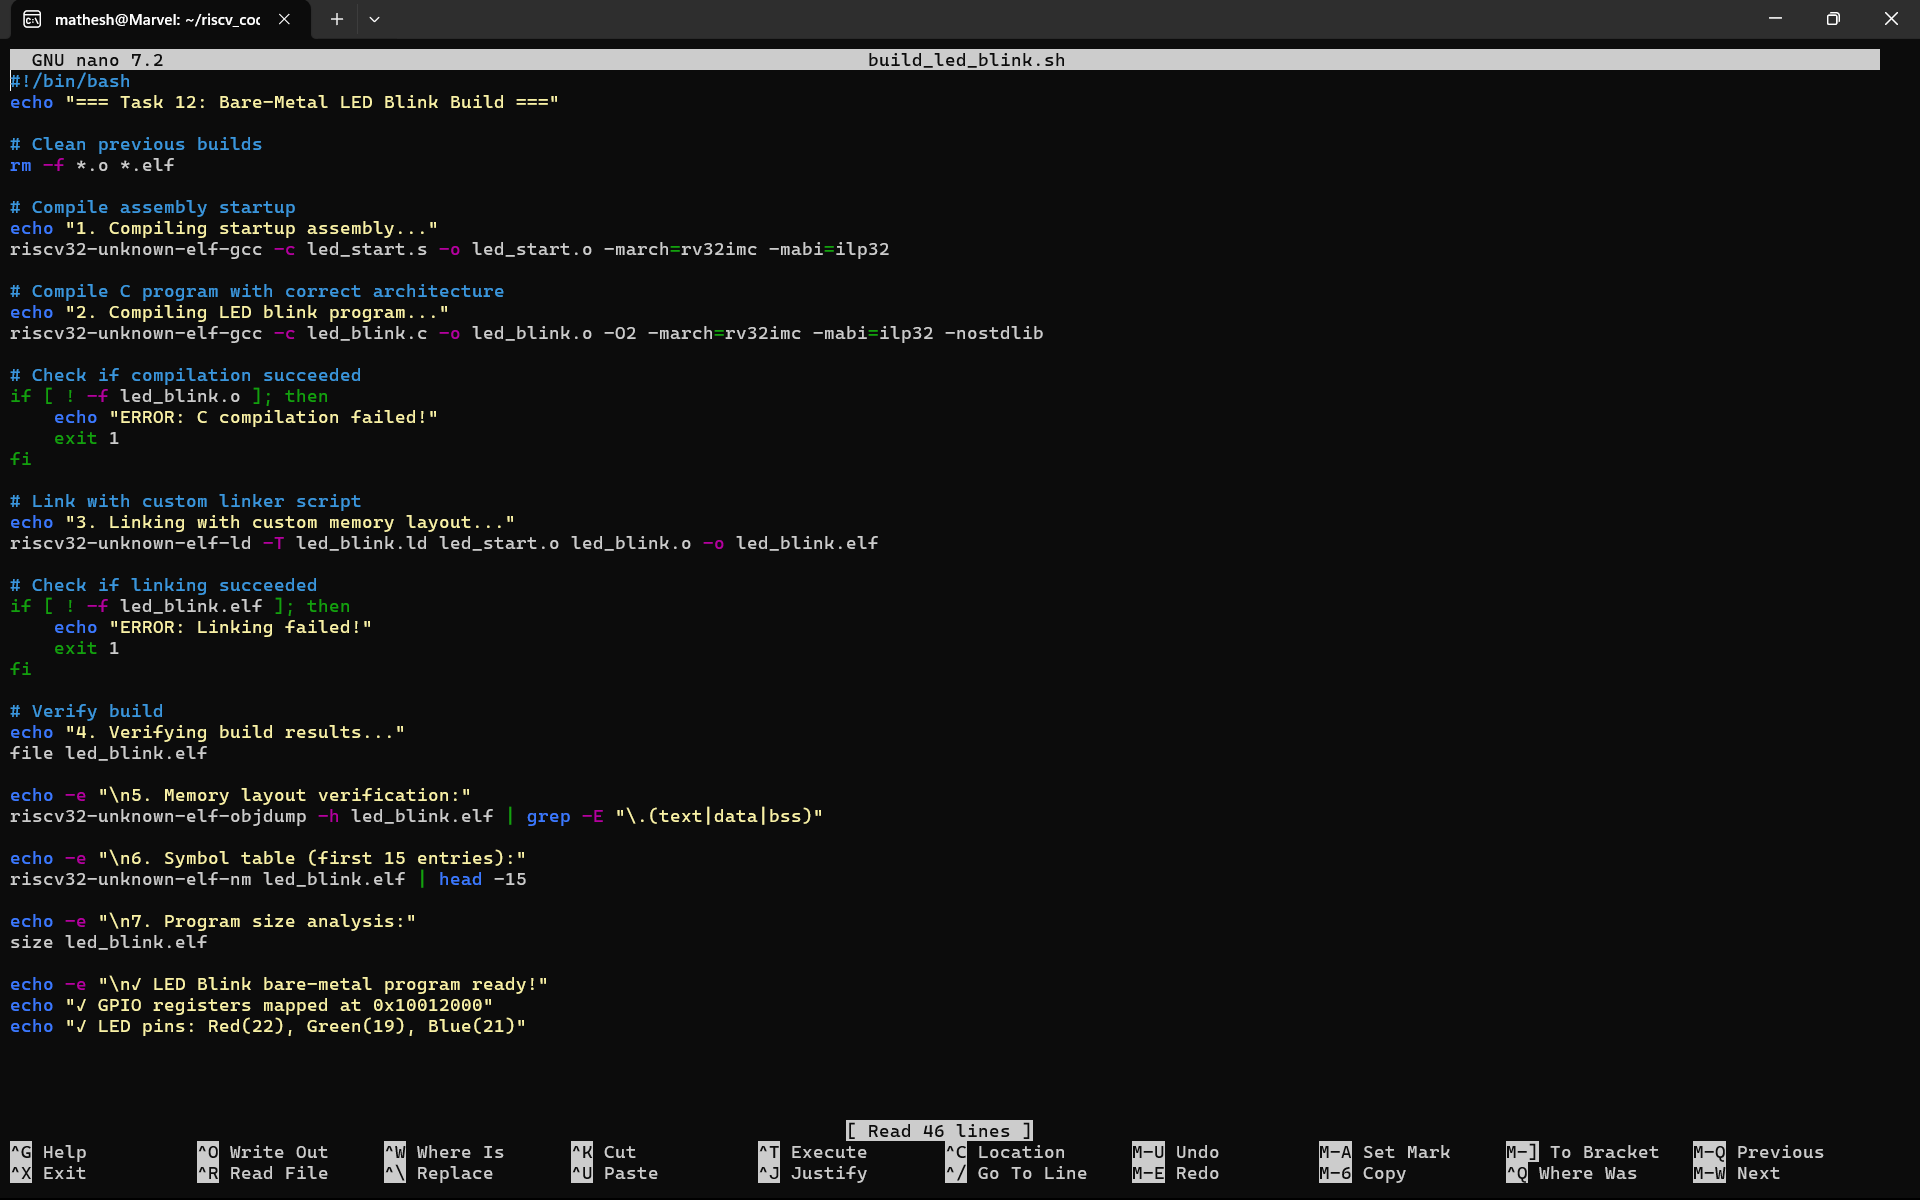 mathesh@Marvel: ~/riscv_coc
GNU nano 7.2 build_led_blink.sh
#!/bin/bash
echo "=== Task 12: Bare-Metal LED Blink Build ==="

# Clean previous builds
rm -f *.o *.elf

# Compile assembly startup
echo "1. Compiling startup assembly..."
riscv32-unknown-elf-gcc -c led_start.s -o led_start.o -march=rv32imc -mabi=ilp32

# Compile C program with correct architecture
echo "2. Compiling LED blink program..."
riscv32-unknown-elf-gcc -c led_blink.c -o led_blink.o -O2 -march=rv32imc -mabi=ilp32 -nostdlib

# Check if compilation succeeded
if [ ! -f led_blink.o ]; then
    echo "ERROR: C compilation failed!"
    exit 1
fi

# Link with custom linker script
echo "3. Linking with custom memory layout..."
riscv32-unknown-elf-ld -T led_blink.ld led_start.o led_blink.o -o led_blink.elf

# Check if linking succeeded
if [ ! -f led_blink.elf ]; then
    echo "ERROR: Linking failed!"
    exit 1
fi

# Verify build
echo "4. Verifying build results..."
file led_blink.elf

echo -e "\n5. Memory layout verification:"
riscv32-unknown-elf-objdump -h led_blink.elf | grep -E "\.(text|data|bss)"

echo -e "\n6. Symbol table (first 15 entries):"
riscv32-unknown-elf-nm led_blink.elf | head -15

echo -e "\n7. Program size analysis:"
size led_blink.elf

echo -e "\n✓ LED Blink bare-metal program ready!"
echo "✓ GPIO registers mapped at 0x10012000"
echo "✓ LED pins: Red(22), Green(19), Blue(21)"
[ Read 46 lines ]
^G Help ^O Write Out ^W Where Is ^K Cut ^T Execute ^C Location M-U Undo M-A Set Mark M-] To Bracket M-Q Previous
^X Exit ^R Read File ^\ Replace ^U Paste ^J Justify ^/ Go To Line M-E Redo M-6 Copy ^Q Where Was M-W Next